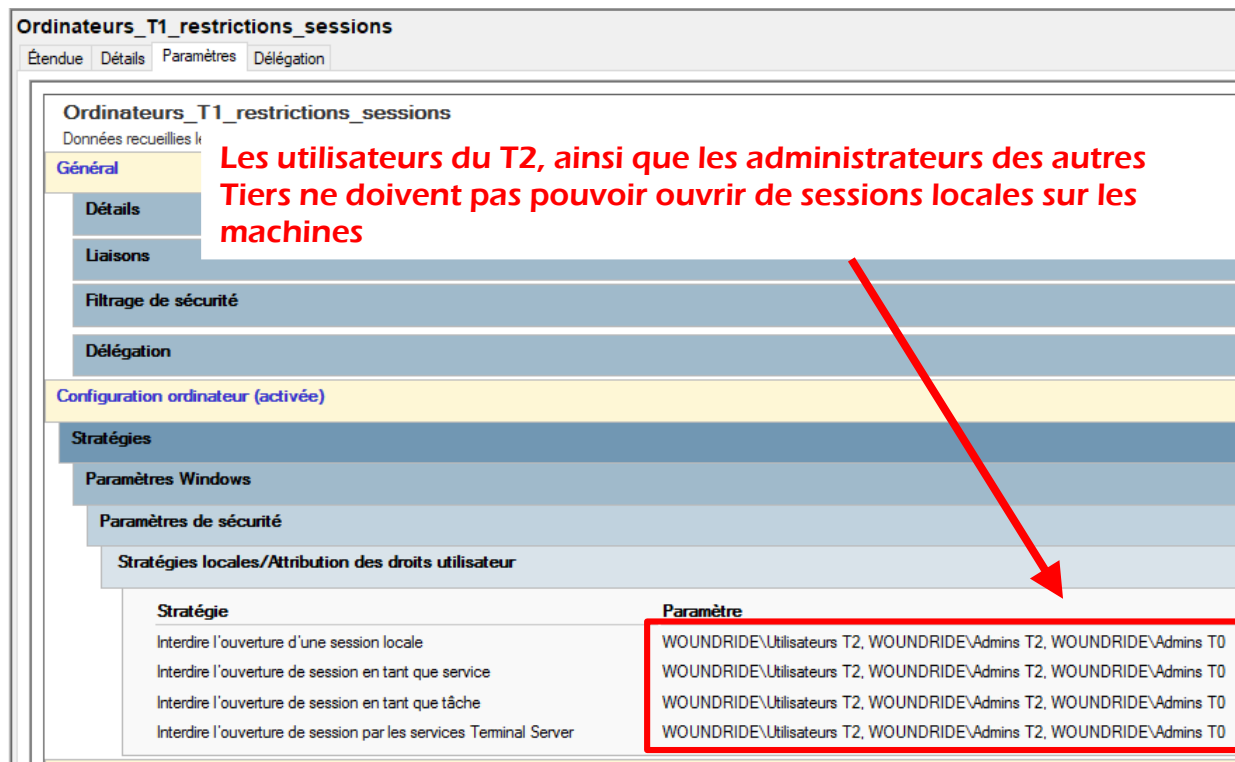 Ordinateurs_T1_restrictions_sessions
Étendue Détails Paramètres Délégation
Ordinateurs_T1_restrictions_sessions
Données recueillies
Général
Les utilisateurs du T2, ainsi que les administrateurs des autres
Tiers ne doivent pas pouvoir ouvrir de sessions locales sur les
machines
Détails
Liaisons
Filtrage de sécurité
Délégation
Configuration ordinateur (activée)
Stratégies
Paramètres Windows
Paramètres de sécurité
Stratégies locales/Attribution des droits utilisateur
Stratégie Paramètre
Interdire l'ouverture d'une session locale WOUNDRIDE\Utilisateurs T2, WOUNDRIDE\Admins T2, WOUNDRIDE\Admins T0
Interdire l'ouverture de session en tant que service WOUNDRIDE\Utilisateurs T2, WOUNDRIDE\Admins T2, WOUNDRIDE\Admins T0
Interdire l'ouverture de session en tant que tâche WOUNDRIDE\Utilisateurs T2, WOUNDRIDE\Admins T2, WOUNDRIDE\Admins T0
Interdire l'ouverture de session par les services Terminal Server WOUNDRIDE\Utilisateurs T2, WOUNDRIDE\Admins T2, WOUNDRIDE\Admins T0